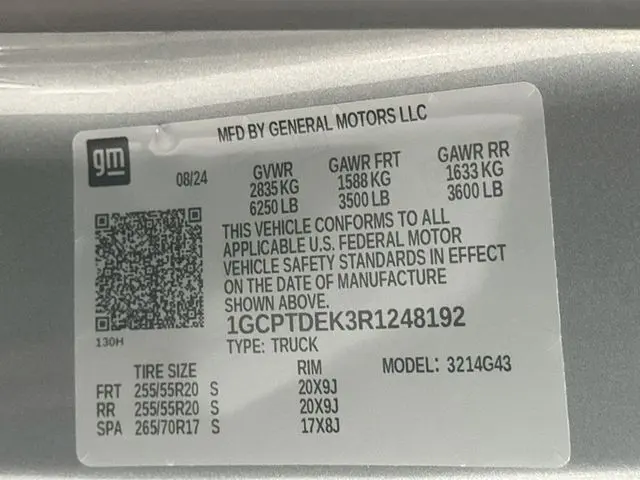 MFD BY GENERAL MOTORS LLC
gm
08/24 GVWR GAWR FRT GAWR RR
2835 KG 1588 KG 1633 KG
6250 LB 3500 LB 3600 LB
THIS VEHICLE CONFORMS TO ALL
APPLICABLE U.S. FEDERAL MOTOR
VEHICLE SAFETY STANDARDS IN EFFECT
ON THE DATE OF MANUFACTURE
SHOWN ABOVE.
1GCPTDEK3R1248192
130H
TYPE: TRUCK
TIRE SIZE RIM MODEL: 3214G43
FRT 255/55R20 S 20X9J
RR 255/55R20 S 20X9J
SPA 265/70R17 S 17X8J